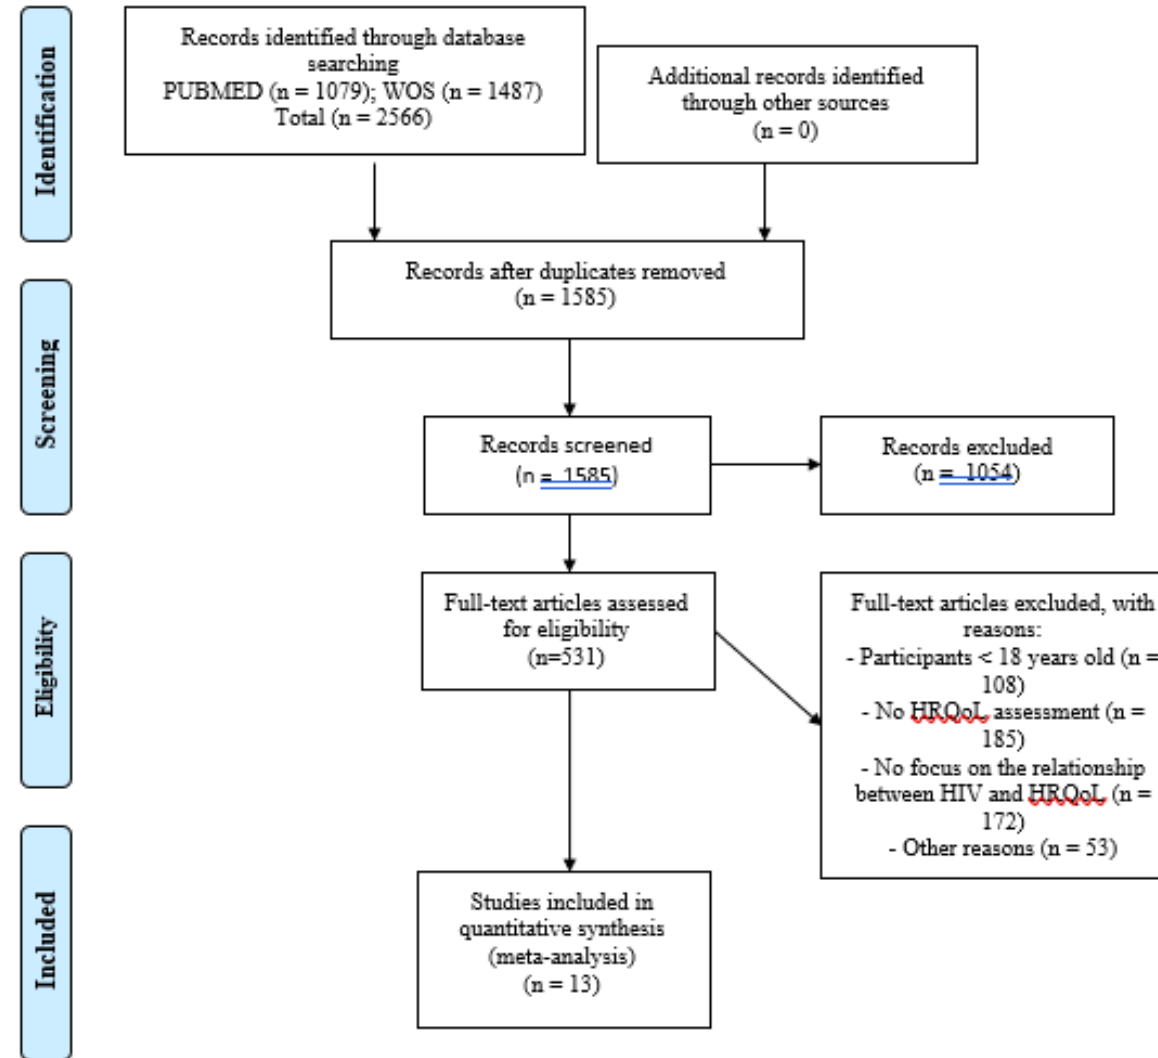 Identification
Records identified through database
searching
PUBMED (n = 1079); WOS (n = 1487)
Total (n = 2566)
Additional records identified
through other sources
(n = 0)
Records after duplicates removed
(n = 1585)
Screening
Records screened
(n = 1585)
Records excluded
(n = 1054)
Eligibility
Full-text articles assessed
for eligibility
(n=531)
Full-text articles excluded, with
reasons:
- Participants < 18 years old (n =
108)
- No HRQoL assessment (n =
185)
- No focus on the relationship
between HIV and HRQoL (n =
172)
- Other reasons (n = 53)
Included
Studies included in
quantitative synthesis
(meta-analysis)
(n = 13)